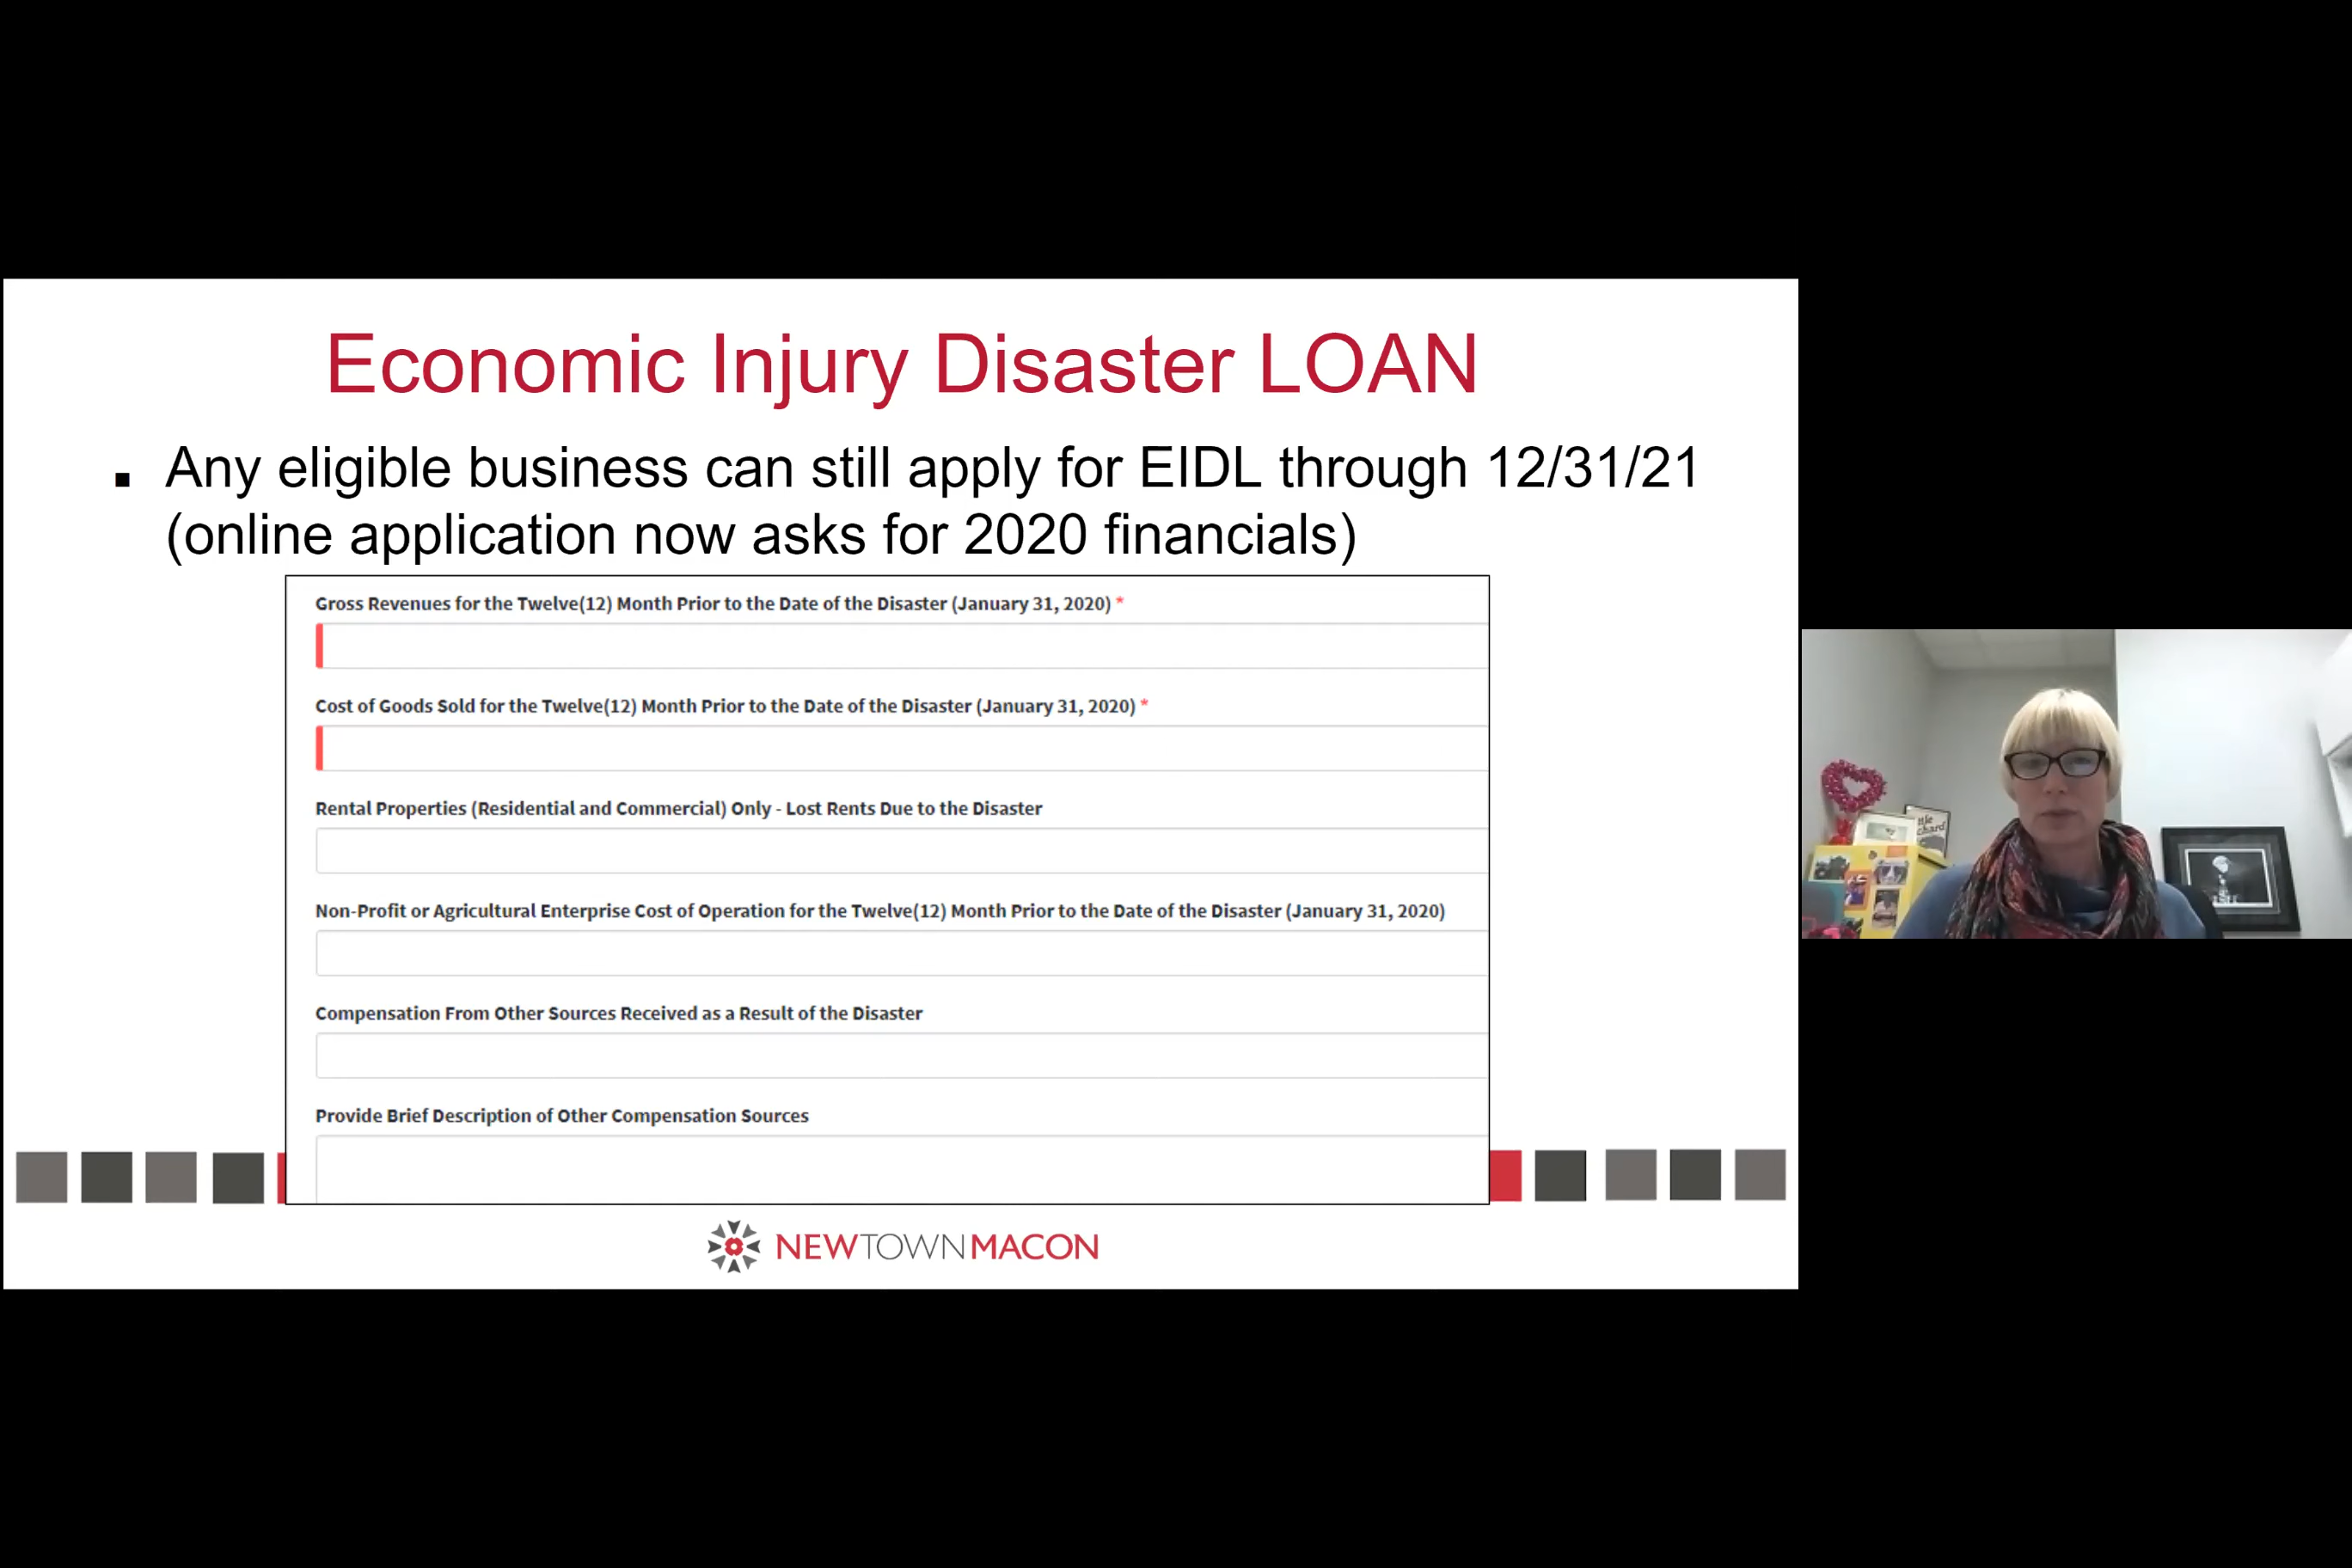 Economic Injury Disaster LOAN
▪ Any eligible business can still apply for EIDL through 12/31/21
(online application now asks for 2020 financials)
Gross Revenues for the Twelve(12) Month Prior to the Date of the Disaster (January 31, 2020) *
Cost of Goods Sold for the Twelve(12) Month Prior to the Date of the Disaster (January 31, 2020) *
Rental Properties (Residential and Commercial) Only - Lost Rents Due to the Disaster
Non-Profit or Agricultural Enterprise Cost of Operation for the Twelve(12) Month Prior to the Date of the Disaster (January 31, 2020)
Compensation From Other Sources Received as a Result of the Disaster
Provide Brief Description of Other Compensation Sources
NEWTOWNMACON